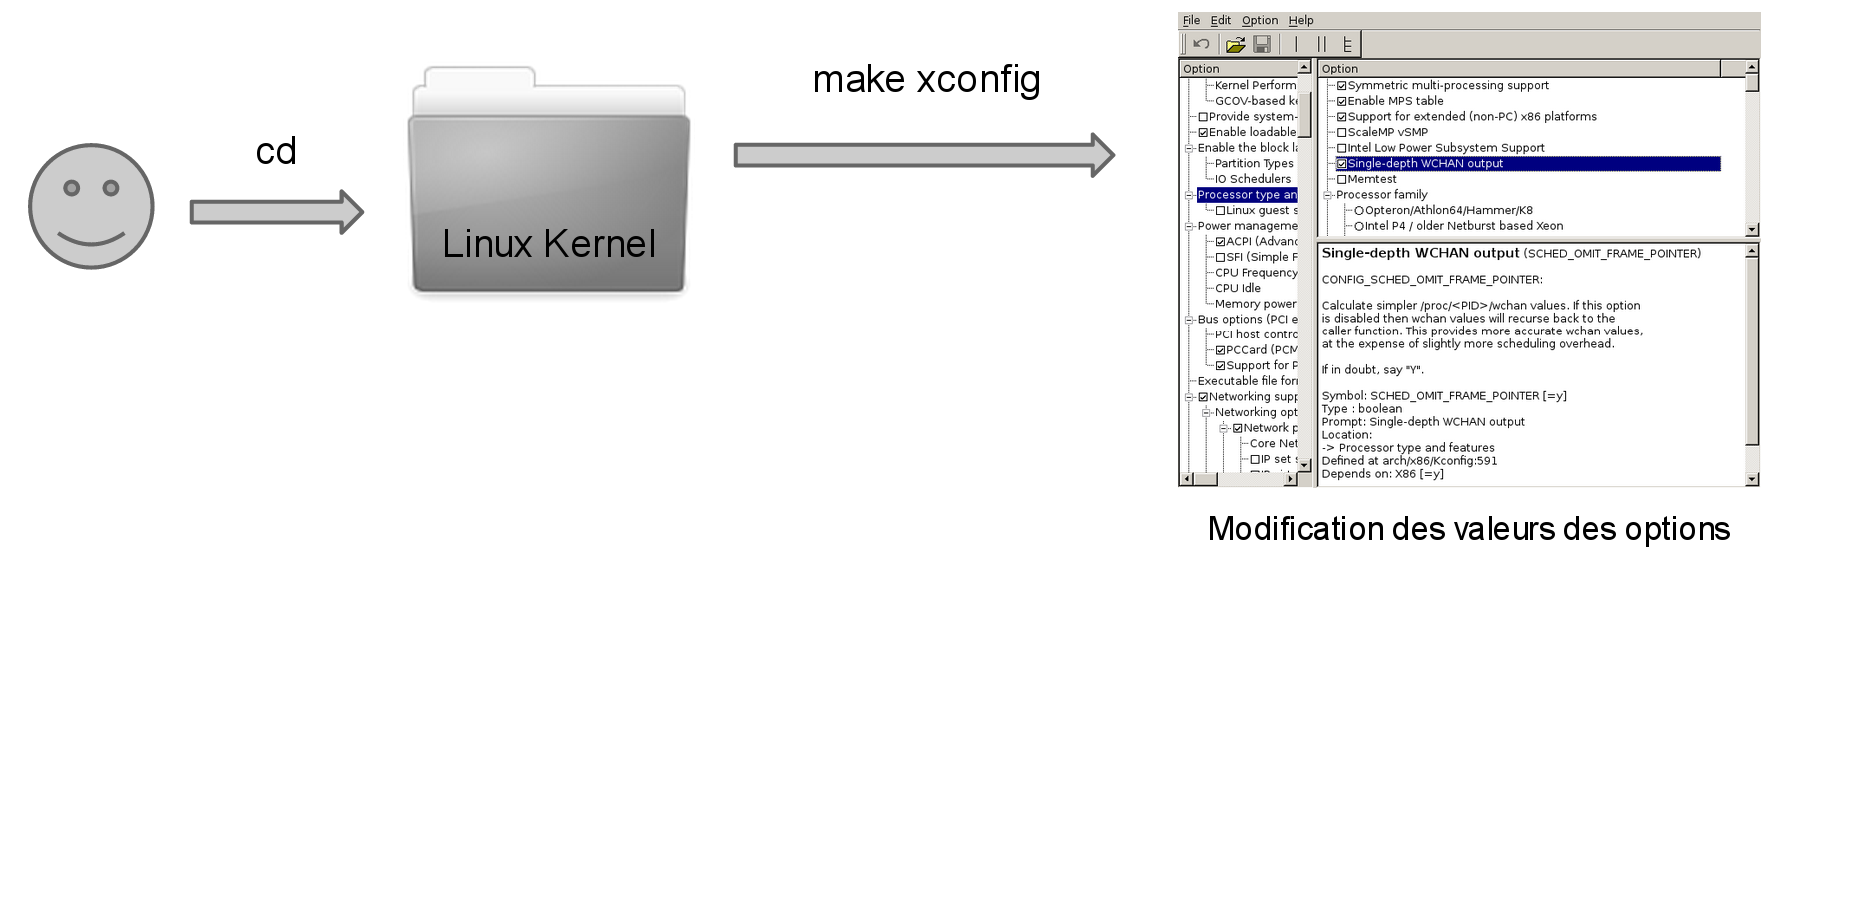 cd
Linux Kernel
make xconfig
File Edit Option Help
Option
Kernel Perform
GCOV-based ke
Provide system-
Enable loadable
Enable the block la
Partition Types
IO Schedulers
Processor type an
Linux guest s
Power manageme
ACPI (Advanc
SFI (Simple F
CPU Frequency
CPU Idle
Memory power
Bus options (PCI e
PCI host contro
PCCard (PCM
Support for P
Executable file for
Networking supp
Networking opt
Network p
Core Net
IP set s
Option
Symmetric multi-processing support
Enable MPS table
Support for extended (non-PC) x86 platforms
ScaleMP vSMP
Intel Low Power Subsystem Support
Single-depth WCHAN output
Memtest
Processor family
Opteron/Athlon64/Hammer/K8
Intel P4 / older Netburst based Xeon
Single-depth WCHAN output (SCHED_OMIT_FRAME_POINTER)
CONFIG_SCHED_OMIT_FRAME_POINTER:
Calculate simpler /proc/<PID>/wchan values. If this option
is disabled then wchan values will recurse back to the
caller function. This provides more accurate wchan values,
at the expense of slightly more scheduling overhead.
If in doubt, say "Y".
Symbol: SCHED_OMIT_FRAME_POINTER [=y]
Type : boolean
Prompt: Single-depth WCHAN output
Location:
-> Processor type and features
Defined at arch/x86/Kconfig:591
Depends on: X86 [=y]
Modification des valeurs des options